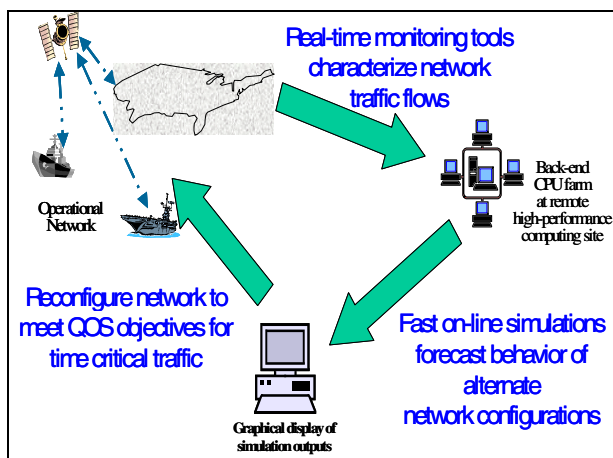 Real-time monitoring tools
characterize network
traffic flows
Back-end
CPU farm
at remote
high-performance
computing site
Operational
Network
Reconfigure network to
meet QOS objectives for
time critical traffic
Fast on-line simulations
forecast behavior of
alternate
network configurations
Graphical display of
simulation outputs